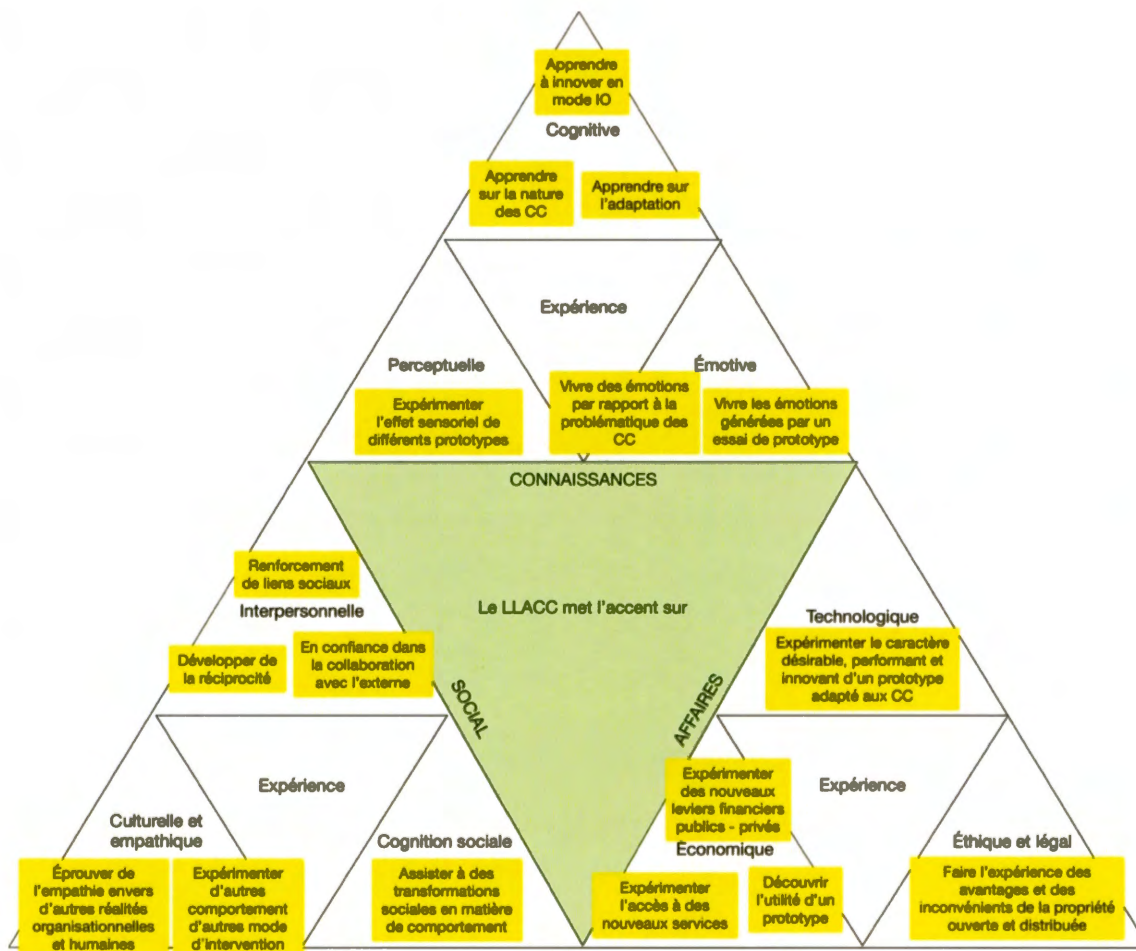 Apprendre
à innover en
mode IO
Cognitive
Apprendre
sur la nature
des CC
Apprendre sur
l'adaptation
Expérience
Perceptuelle
Expérimenter
l'effet sensoriel de
différents prototypes
Émotive
Vivre des émotions
par rapport à la
problématique des
CC
Vivre les émotions
générées par un
essai de prototype
CONNAISSANCES
Le LLACC met l'accent sur
SOCIAL
AFFAIRES
Renforcement
de liens sociaux
Interpersonnelle
Développer de
la réciprocité
En confiance dans
la collaboration
avec l'externe
Expérience
Culturelle et
empathique
Éprouver de
l'empathie envers
d'autres réalités
organisationnelles
et humaines
Expérimenter
d'autres
comportement
d'autres mode
d'intervention
Cognition sociale
Assister à des
transformations
sociales en matière
de comportement
Technologique
Expérimenter le caractère
désirable, performant et
innovant d'un prototype
adapté aux CC
Expérience
Expérimenter
des nouveaux
leviers financiers
publics - privés
Économique
Expérimenter
l'accès à des
nouveaux services
Découvrir
l'utilité d'un
prototype
Éthique et légal
Faire l'expérience des
avantages et des
inconvénients de la propriété
ouverte et distribuée